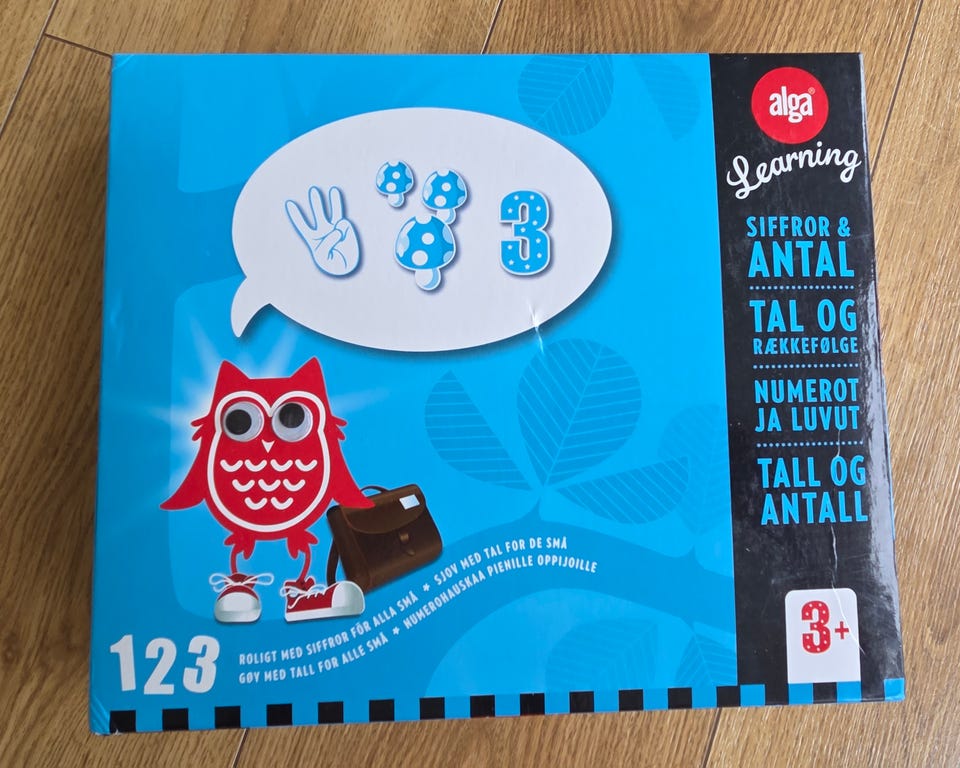 3
alga
Learning
SIFFROR &
ANTAL
TAL OG
RÆKKEFØLGE
NUMEROT
JA LUVUT
TALL OG
ANTALL
3+
123
ROLIGT MED SIFFROR FÖR ALLA SMÅ * SJOV MED TAL FOR DE SMÅ
GØY MED TALL FOR ALLE SMÅ * NUMEROHAUSKAA PIENILLE OPPIJOILLE